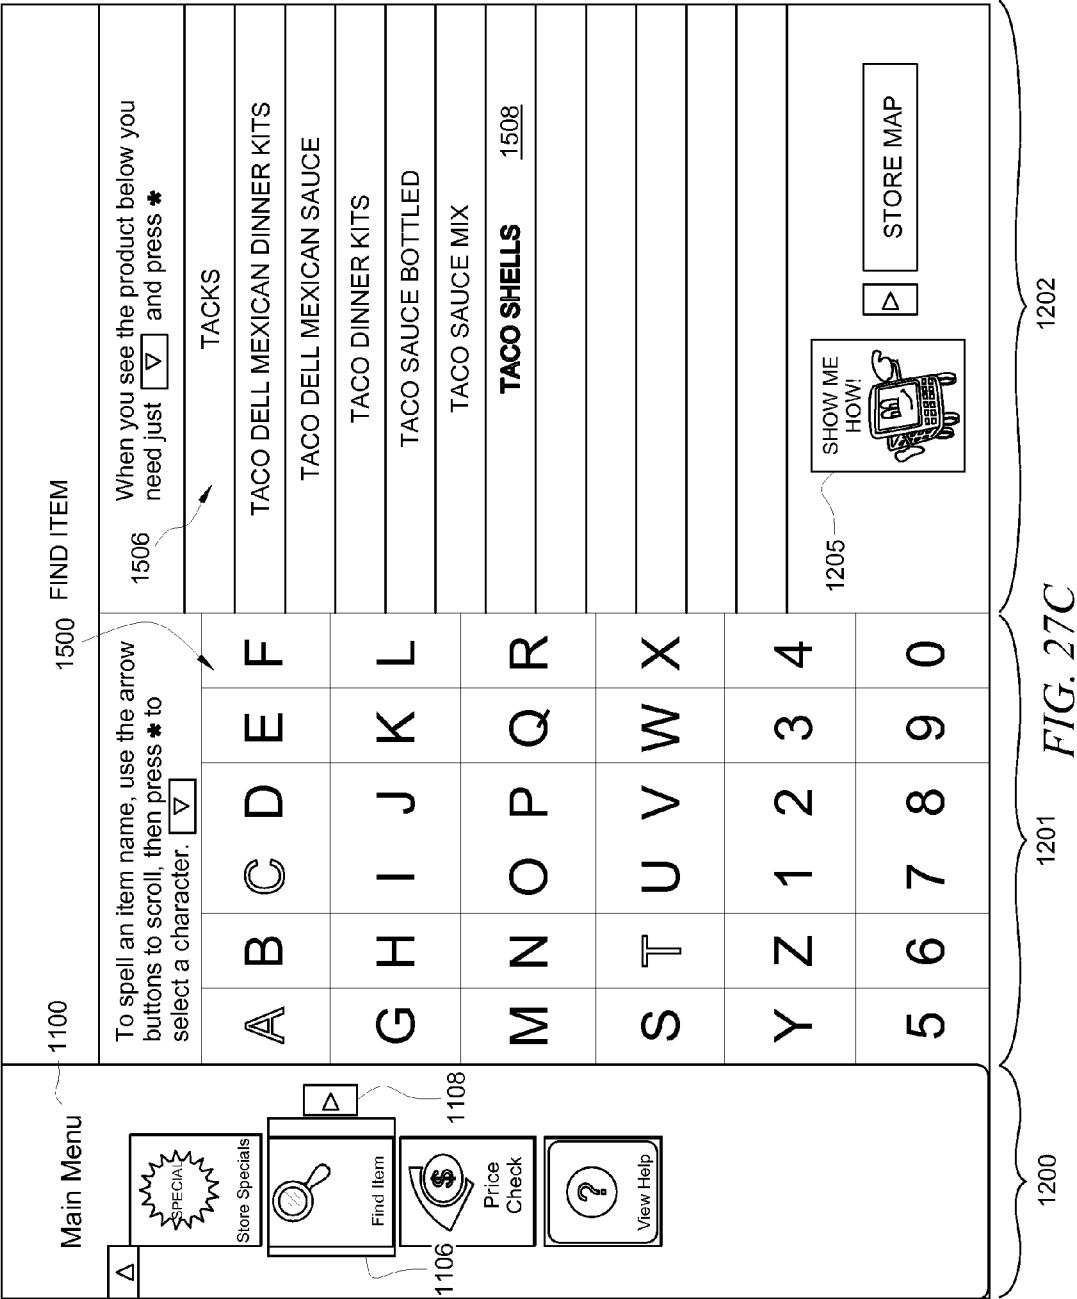 1100
Main Menu
SPECIAL
Store Specials
Find Item
Price
Check
?
View Help
1106
1108
1200
1500
FIND ITEM
To spell an item name, use the arrow
buttons to scroll, then press * to
select a character. ▽
A B C D E F
G H I J K L
M N O P Q R
S T U V W X
Y Z 1 2 3 4
5 6 7 8 9 0
1201
When you see the product below you
need just ▽ and press *
1506
TACKS
TACO DELL MEXICAN DINNER KITS
TACO DELL MEXICAN SAUCE
TACO DINNER KITS
TACO SAUCE BOTTLED
TACO SAUCE MIX
TACO SHELLS 1508
SHOW ME
HOW!
1205
STORE MAP
1202
FIG. 27C